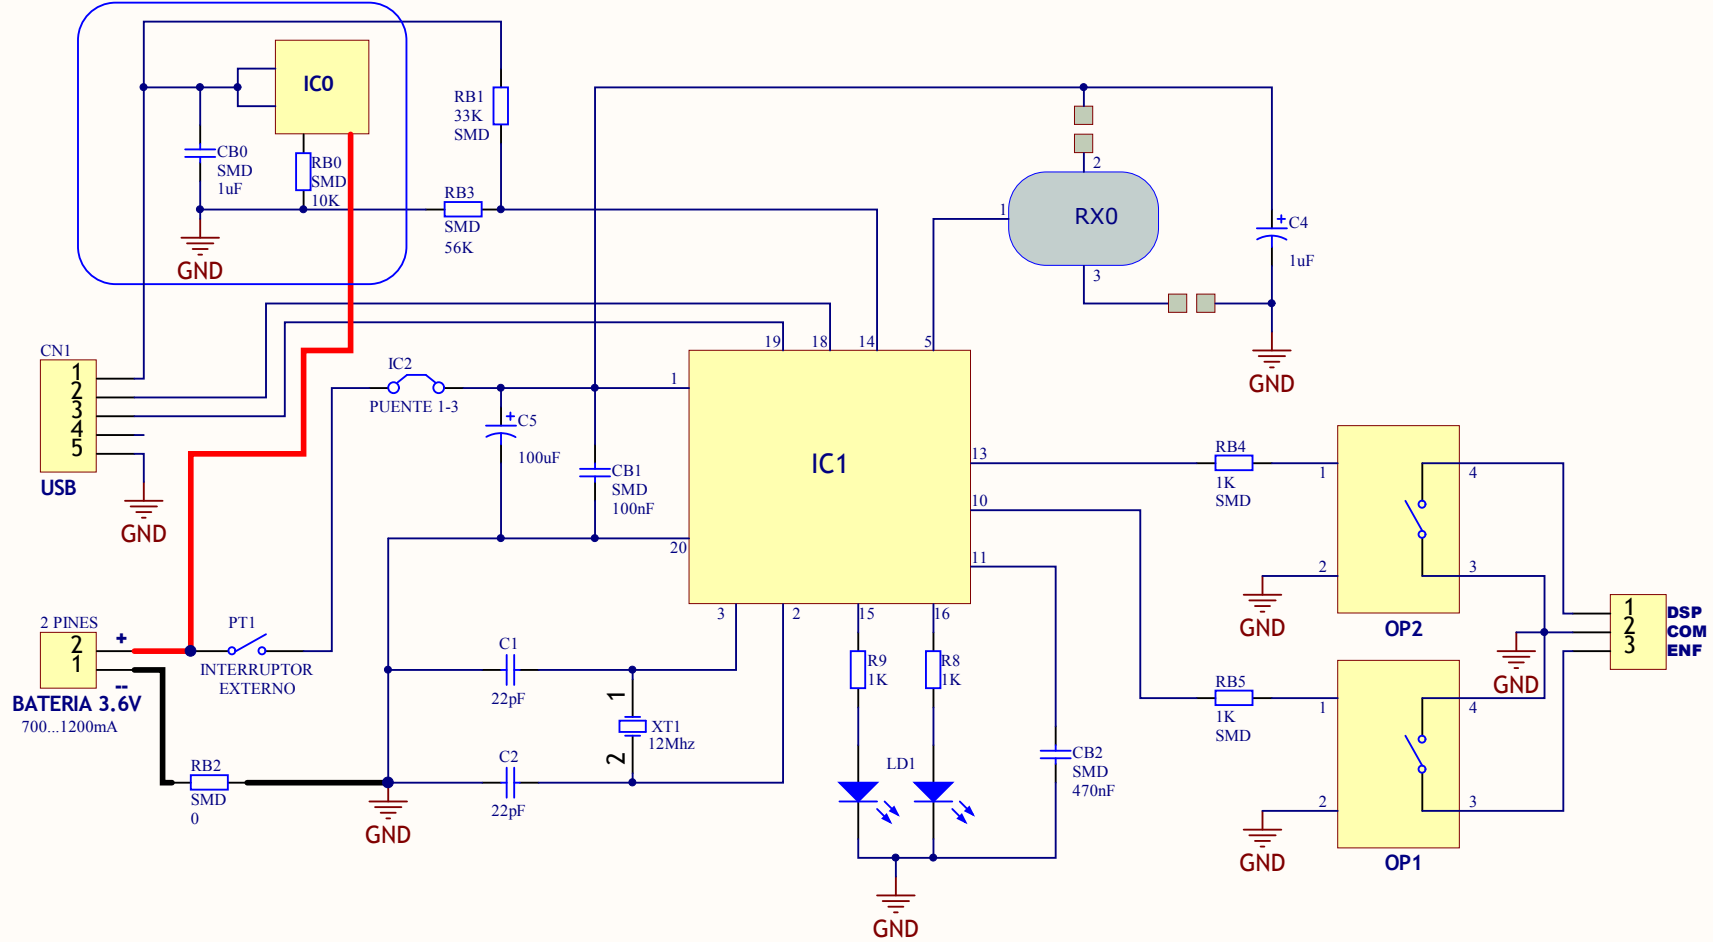 IC0
RB1
33K
SMD
CB0
SMD
1uF
RB0
SMD
10K
GND
RB3
SMD
56K
2
1
RX0
3
C4
1uF
+
GND
CN1
1
2
3
4
5
USB
GND
IC2
PUENTE 1-3
+
C5
100uF
CB1
SMD
100nF
19
18
14
5
1
20
IC1
13
10
11
3
2
15
16
RB4
1K
SMD
1
2
4
3
GND
OP2
RB5
1K
SMD
1
2
4
3
GND
OP1
GND
1
2
3
DSP
COM
ENF
2 PINES
2
1
+
--
BATERIA 3.6V
700...1200mA
PT1
INTERRUPTOR
EXTERNO
RB2
SMD
0
GND
C1
22pF
C2
22pF
1
2
XT1
12Mhz
R9
1K
R8
1K
LD1
CB2
SMD
470nF
GND